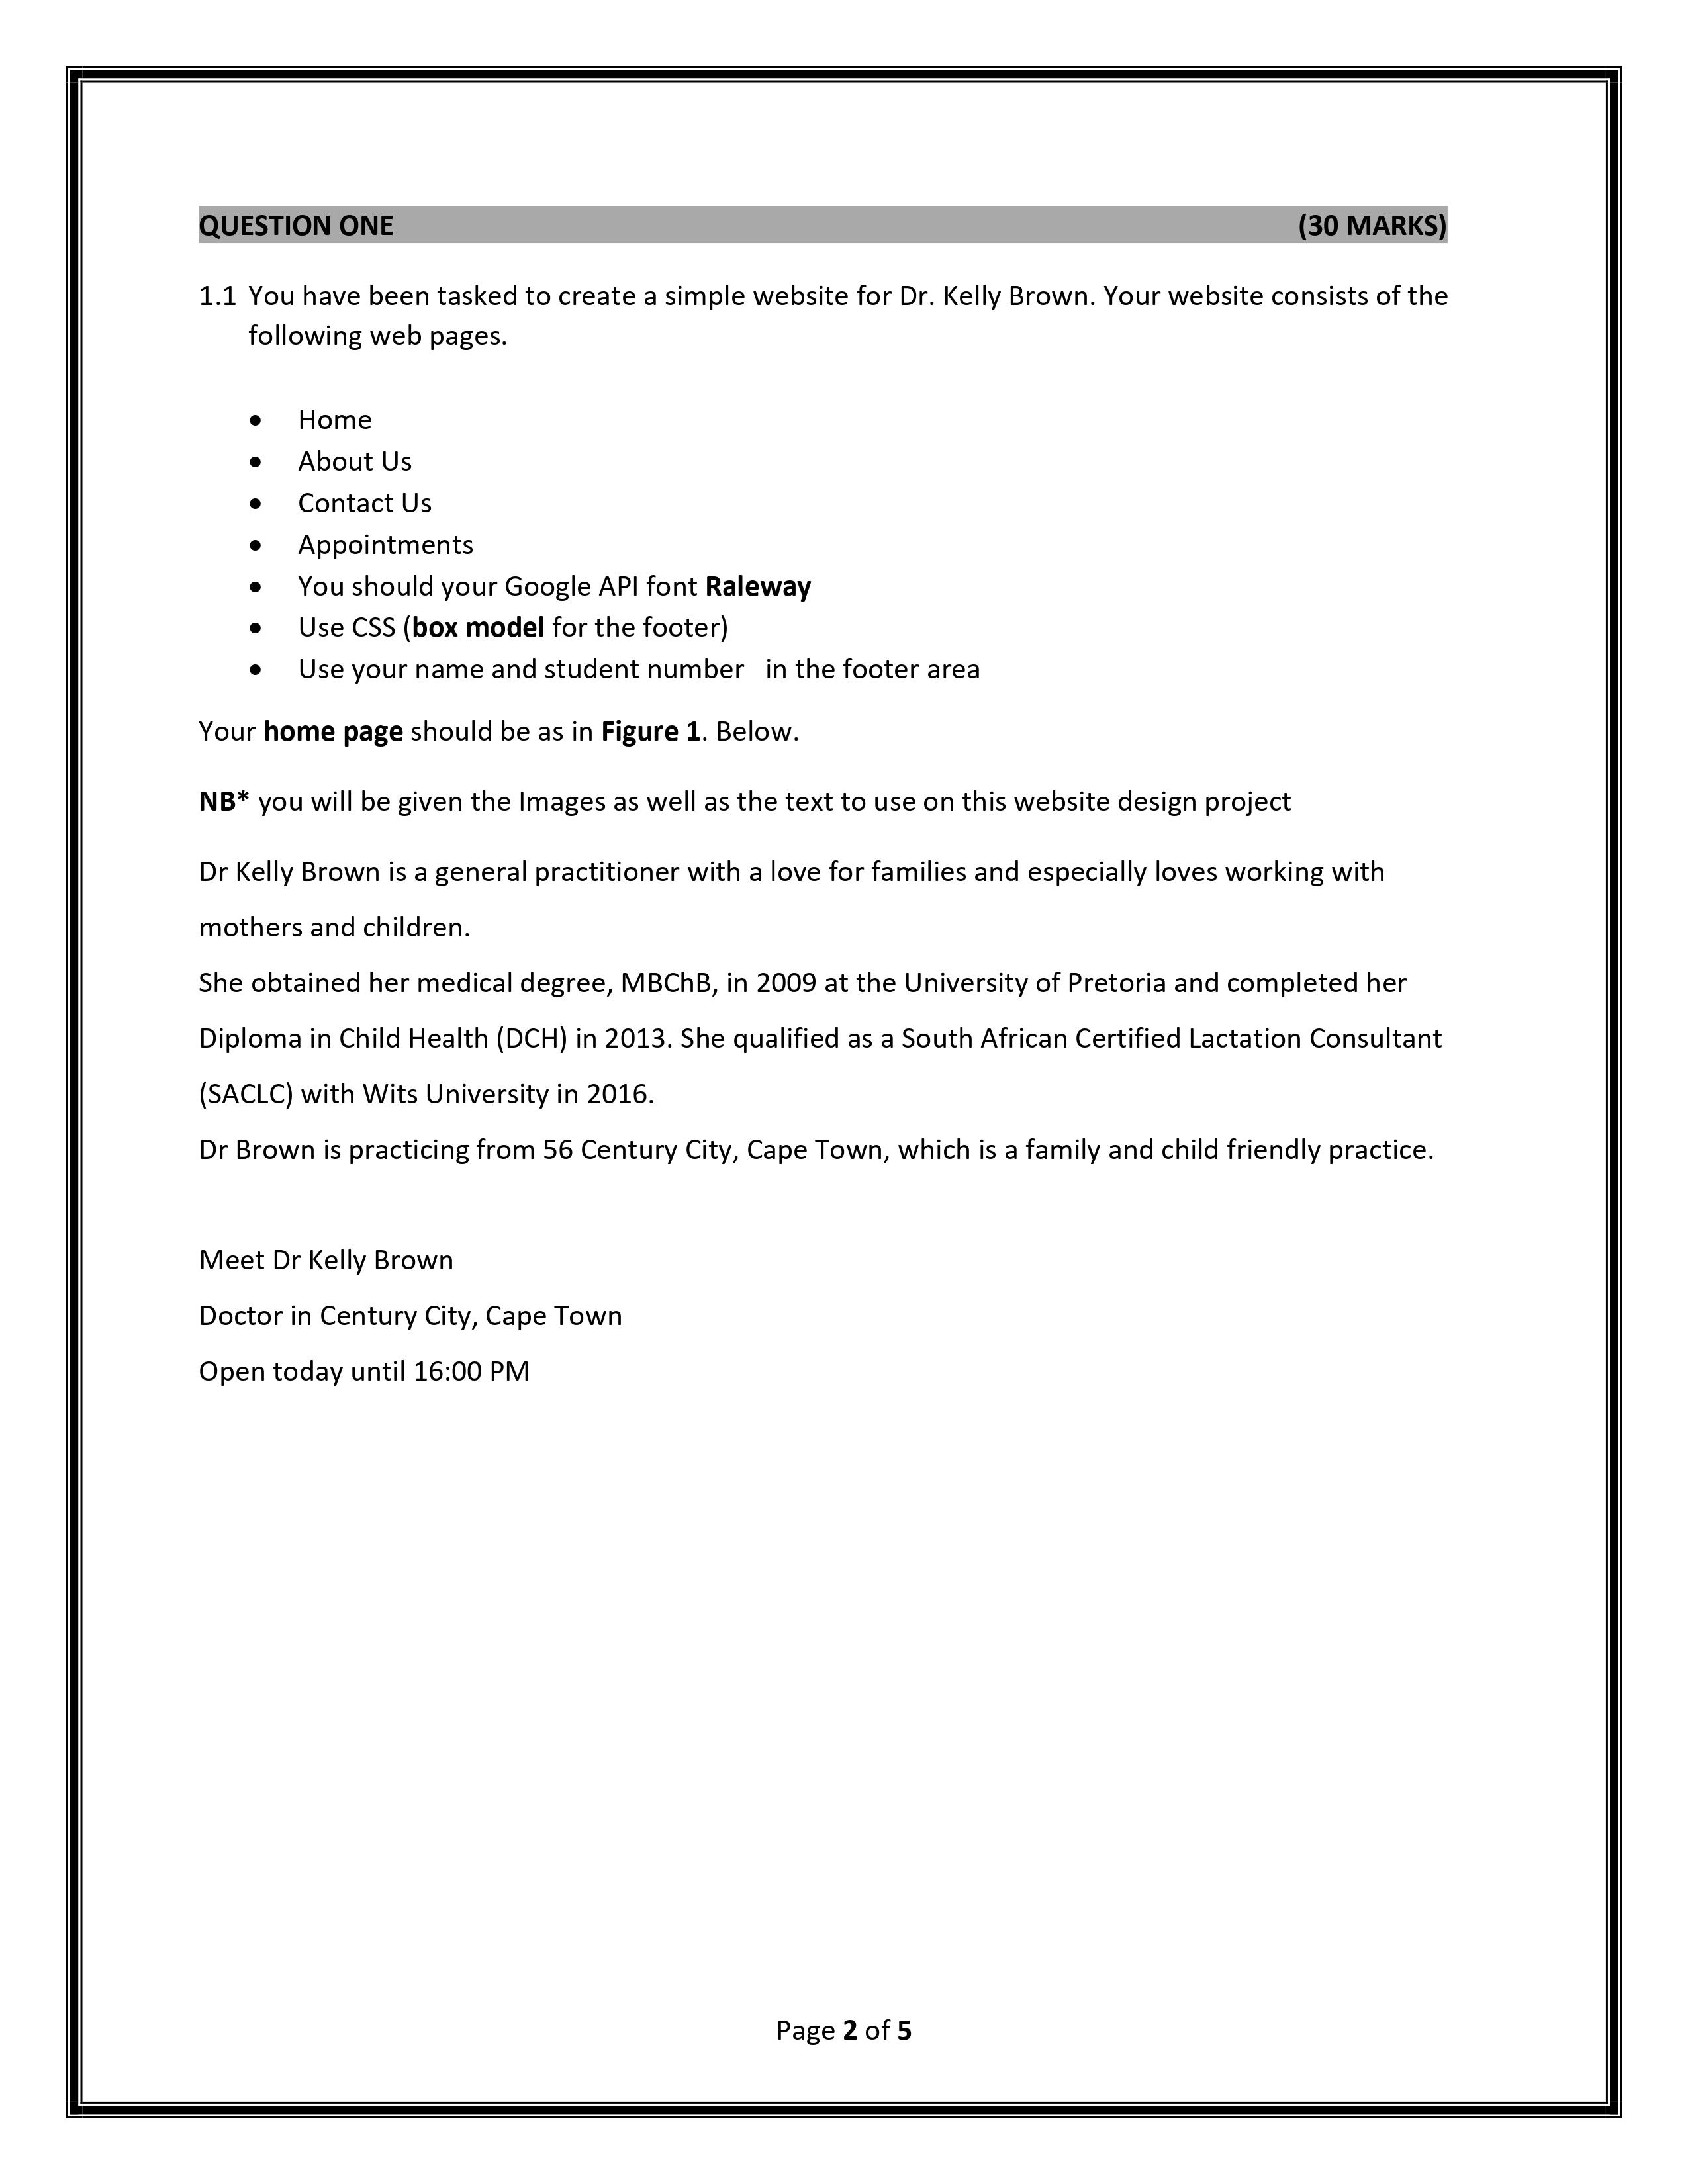 QUESTION ONE (30 MARKS)
1.1 You have been tasked to create a simple website for Dr. Kelly Brown. Your website consists of the
following web pages.
• Home
• About Us
• Contact Us
• Appointments
• You should your Google API font Raleway
• Use CSS (box model for the footer)
• Use your name and student number in the footer area
Your home page should be as in Figure 1. Below.
NB* you will be given the Images as well as the text to use on this website design project
Dr Kelly Brown is a general practitioner with a love for families and especially loves working with
mothers and children.
She obtained her medical degree, MBChB, in 2009 at the University of Pretoria and completed her
Diploma in Child Health (DCH) in 2013. She qualified as a South African Certified Lactation Consultant
(SACLC) with Wits University in 2016.
Dr Brown is practicing from 56 Century City, Cape Town, which is a family and child friendly practice.
Meet Dr Kelly Brown
Doctor in Century City, Cape Town
Open today until 16:00 PM
Page 2 of 5